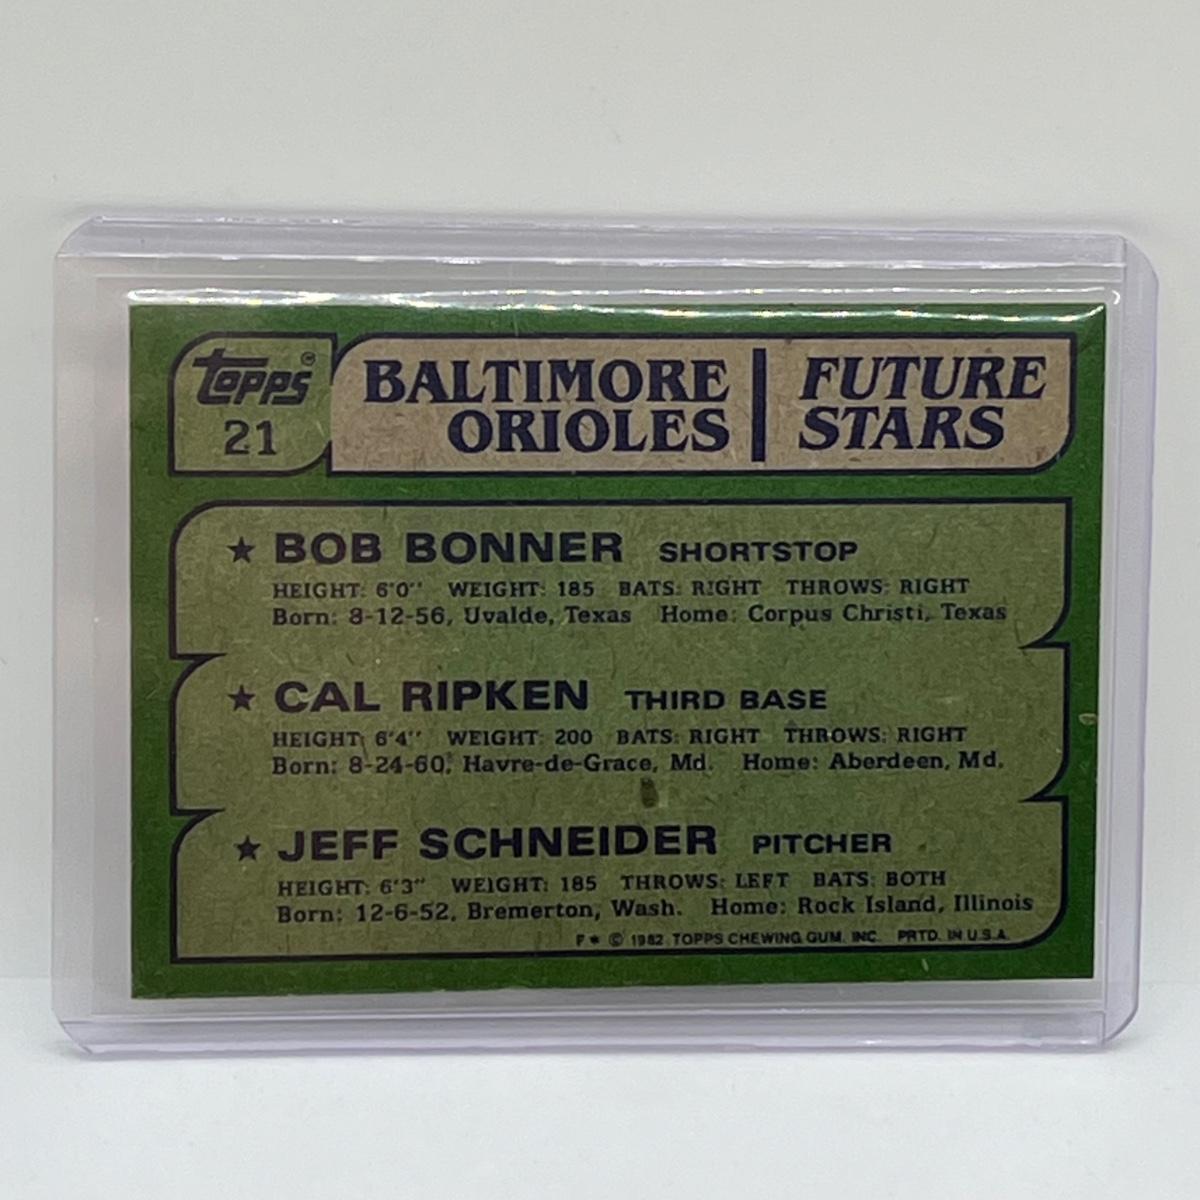 Topps
21
BALTIMORE
ORIOLES
FUTURE
STARS
★ BOB BONNER SHORTSTOP
HEIGHT: 6'0" WEIGHT: 185 BATS: RIGHT THROWS: RIGHT
Born: 8-12-56, Uvalde, Texas Home: Corpus Christi, Texas
★ CAL RIPKEN THIRD BASE
HEIGHT: 6'4" WEIGHT: 200 BATS: RIGHT THROWS: RIGHT
Born: 8-24-60, Havre-de-Grace, Md. Home: Aberdeen, Md.
★ JEFF SCHNEIDER PITCHER
HEIGHT: 6'3" WEIGHT: 185 THROWS: LEFT BATS: BOTH
Born: 12-6-52, Bremerton, Wash. Home: Rock Island, Illinois
F * © 1982 TOPPS CHEWING GUM, INC. PRTD. IN U.S.A.